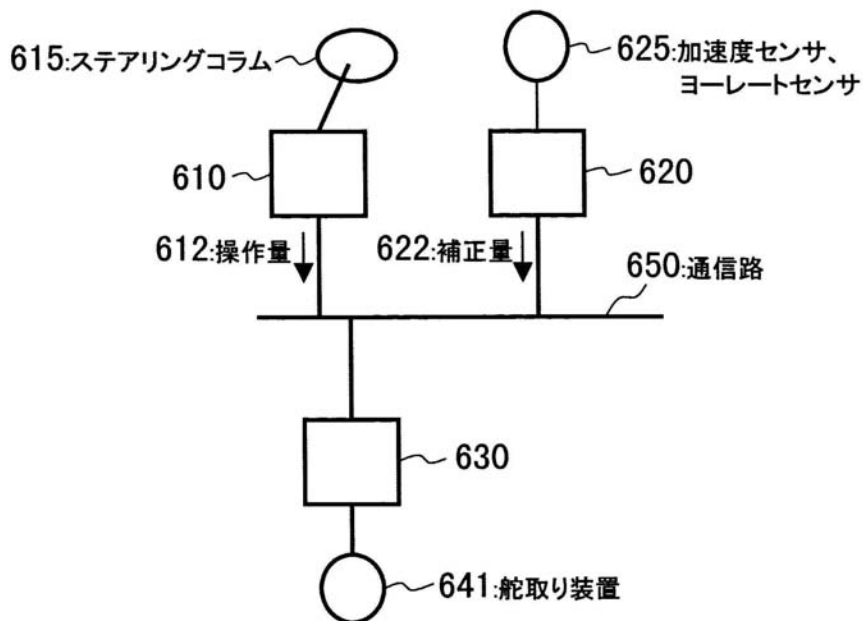 615:ステアリングコラム
625:加速度センサ、
ヨーレートセンサ
610
620
612:操作量
622:補正量
650:通信路
630
641:舵取り装置